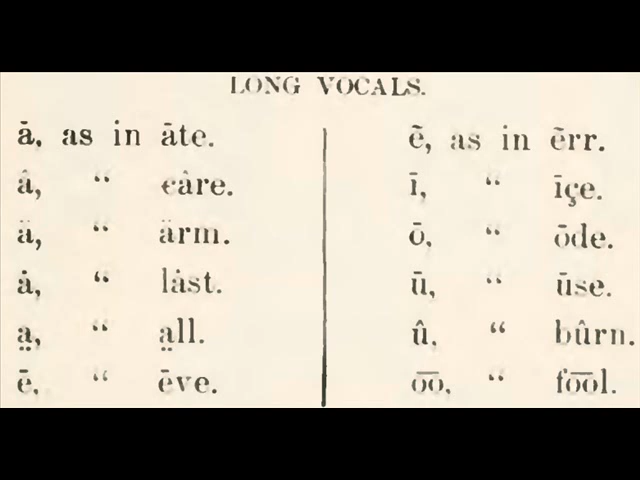 LONG VOCALS.
ā, as in āte.
â, “ câre.
ä, “ ärm.
ȧ, “ lȧst.
a̤, “ a̤ll.
ē, “ ēve.
ẽ, as in ẽrr.
ī, “ īçe.
ō, “ ōde.
ū, “ ūse.
û, “ bûrn.
o͞o, “ fo͞ol.